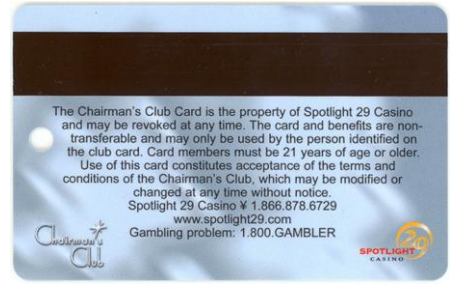 The Chairman's Club Card is the property of Spotlight 29 Casino
and may be revoked at any time. The card and benefits are non-
transferable and may only be used by the person identified on
the club card. Card members must be 21 years of age or older.
Use of this card constitutes acceptance of the terms and
conditions of the Chairman's Club, which may be modified or
changed at any time without notice.
Spotlight 29 Casino ¥ 1.866.878.6729
www.spotlight29.com
Gambling problem: 1.800.GAMBLER
Chairman's
Club
SPOTLIGHT 29
CASINO